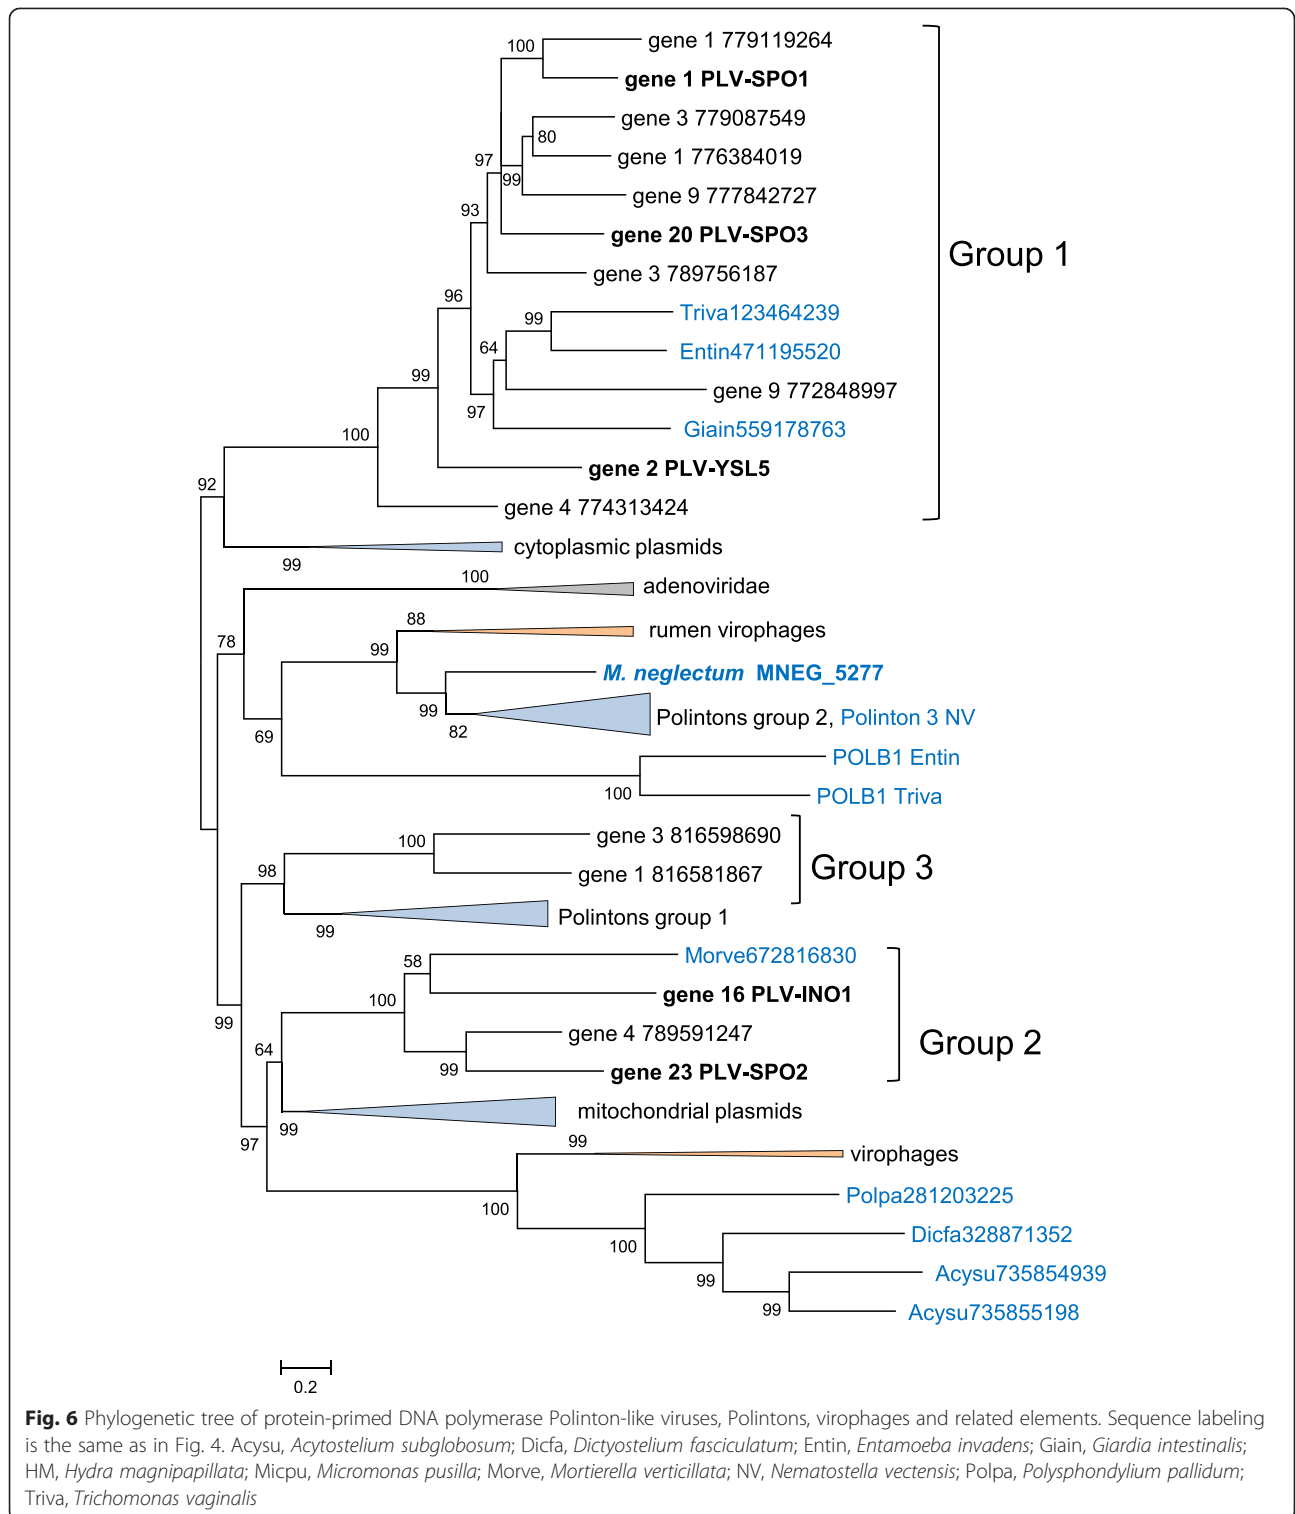 100
gene 1 779119264
gene 1 PLV-SPO1
gene 3 779087549
80
97
gene 1 776384019
99
gene 9 777842727
93
gene 20 PLV-SPO3
Group 1
gene 3 789756187
96
99
Triva123464239
64
Entin471195520
99
gene 9 772848997
97
Giain559178763
100
gene 2 PLV-YSL5
92
gene 4 774313424
cytoplasmic plasmids
99
100
adenoviridae
88
rumen virophages
78
99
M. neglectum MNEG_5277
99
Polintons group 2, Polinton 3 NV
82
69
POLB1 Entin
100
POLB1 Triva
100
gene 3 816598690
98
gene 1 816581867
Group 3
Polintons group 1
99
58
Morve672816830
100
gene 16 PLV-INO1
99
gene 4 789591247
Group 2
64
99
gene 23 PLV-SPO2
mitochondrial plasmids
99
97
99
virophages
Polpa281203225
100
Dicfa328871352
100
Acysu735854939
99
99
Acysu735855198
0.2
Fig. 6 Phylogenetic tree of protein-primed DNA polymerase Polinton-like viruses, Polintons, virophages and related elements. Sequence labeling
is the same as in Fig. 4. Acysu, Acytostelium subglobosum; Dicfa, Dictyostelium fasciculatum; Entin, Entamoeba invadens; Giain, Giardia intestinalis;
HM, Hydra magnipapillata; Micpu, Micromonas pusilla; Morve, Mortierella verticillata; NV, Nematostella vectensis; Polpa, Polysphondylium pallidum;
Triva, Trichomonas vaginalis